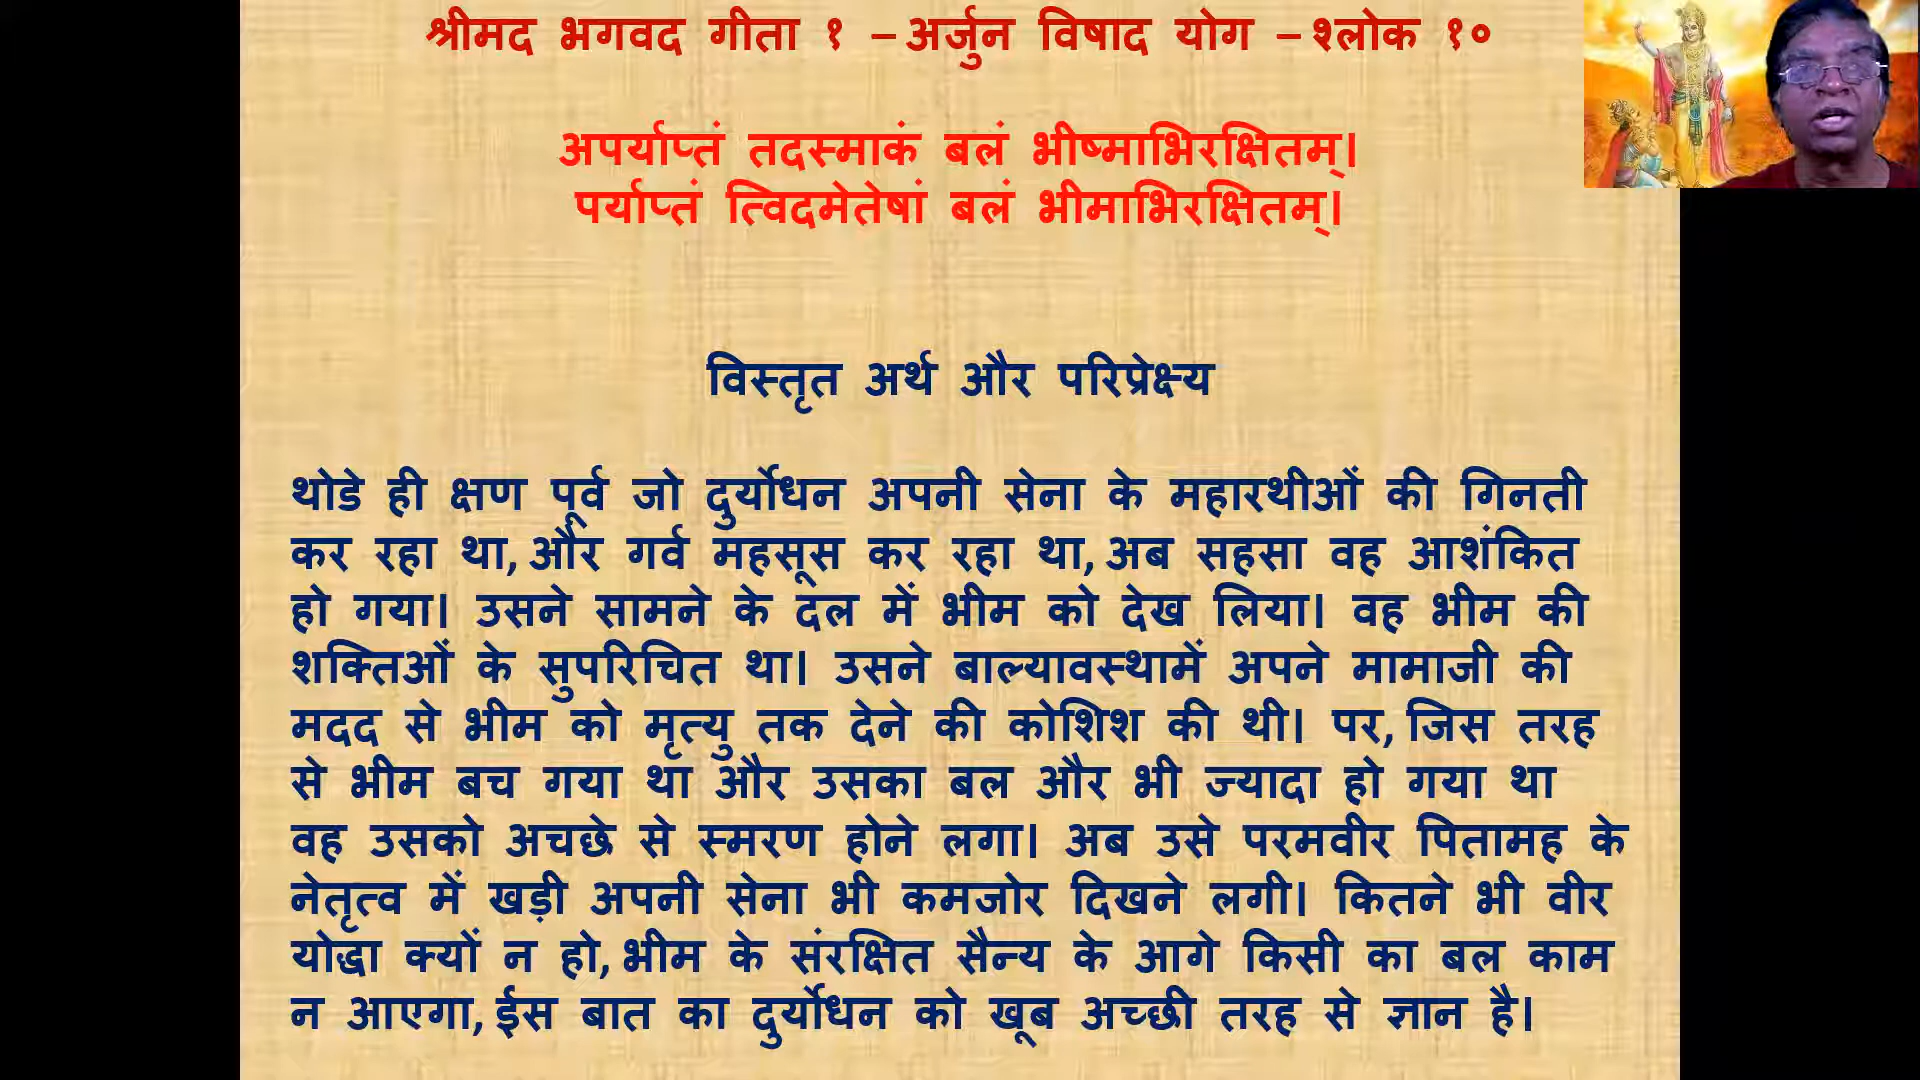 श्रीमद भगवद गीता १ – अर्जुन विषाद योग – श्लोक १०
अपर्याप्तं तदस्माकं बलं भीष्माभिरक्षितम्।
पर्याप्तं त्विदमेतेषां बलं भीमाभिरक्षितम्।
विस्तृत अर्थ और परिप्रेक्ष्य
थोडे ही क्षण पूर्व जो दुर्योधन अपनी सेना के महारथीओं की गिनती
कर रहा था, और गर्व महसूस कर रहा था, अब सहसा वह आशंकित
हो गया। उसने सामने के दल में भीम को देख लिया। वह भीम की
शक्तिओं के सुपरिचित था। उसने बाल्यावस्थामें अपने मामाजी की
मदद से भीम को मृत्यु तक देने की कोशिश की थी। पर, जिस तरह
से भीम बच गया था और उसका बल और भी ज्यादा हो गया था
वह उसको अचछे से स्मरण होने लगा। अब उसे परमवीर पितामह के
नेतृत्व में खड़ी अपनी सेना भी कमजोर दिखने लगी। कितने भी वीर
योद्धा क्यों न हो, भीम के संरक्षित सैन्य के आगे किसी का बल काम
न आएगा, ईस बात का दुर्योधन को खूब अच्छी तरह से ज्ञान है।